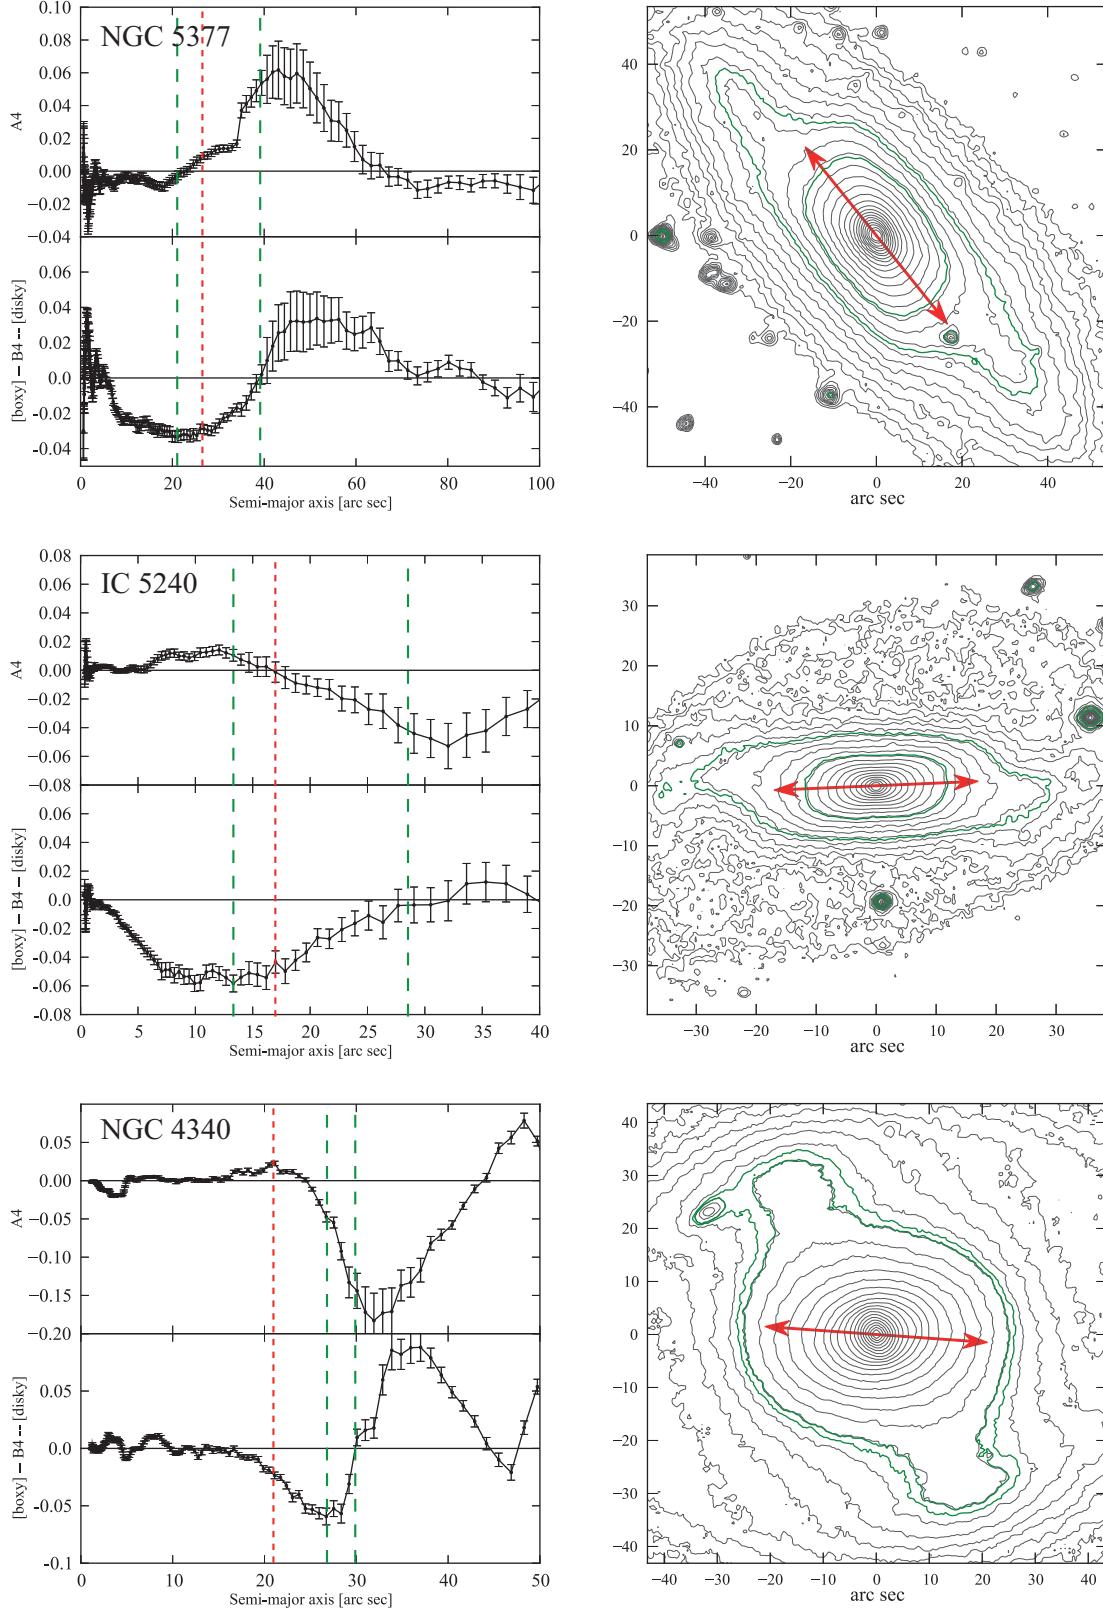 NGC 5377
0.10
0.08
0.06
0.04
0.02
0.00
−0.02
−0.04
A4
0.06
0.04
0.02
0.0
−0.02
−0.04
[boxy] − B4 -- [disky]
0 20 40 60 80 100
Semi-major axis [arc sec]
40
20
0
−20
−40
−40 −20 0 20 40
arc sec
IC 5240
0.08
0.06
0.04
0.02
0.00
-0.02
-0.04
-0.06
-0.08
A4
0.06
0.04
0.02
0.00
-0.02
-0.04
-0.06
-0.08
[boxy] − B4 − [disky]
0 5 10 15 20 25 30 35 40
Semi-major axis [arc sec]
30
20
10
0
−10
−20
−30
−30 −20 −10 0 10 20 30
arc sec
NGC 4340
0.05
0.00
-0.05
-0.10
-0.15
-0.20
A4
0.05
0.0
-0.05
-0.1
[boxy] − B4 -- [disky]
0 10 20 30 40 50
Semi-major axis [arc sec]
40
30
20
10
0
−10
−20
−30
−40
−40 −30 −20 −10 0 10 20 30 40
arc sec